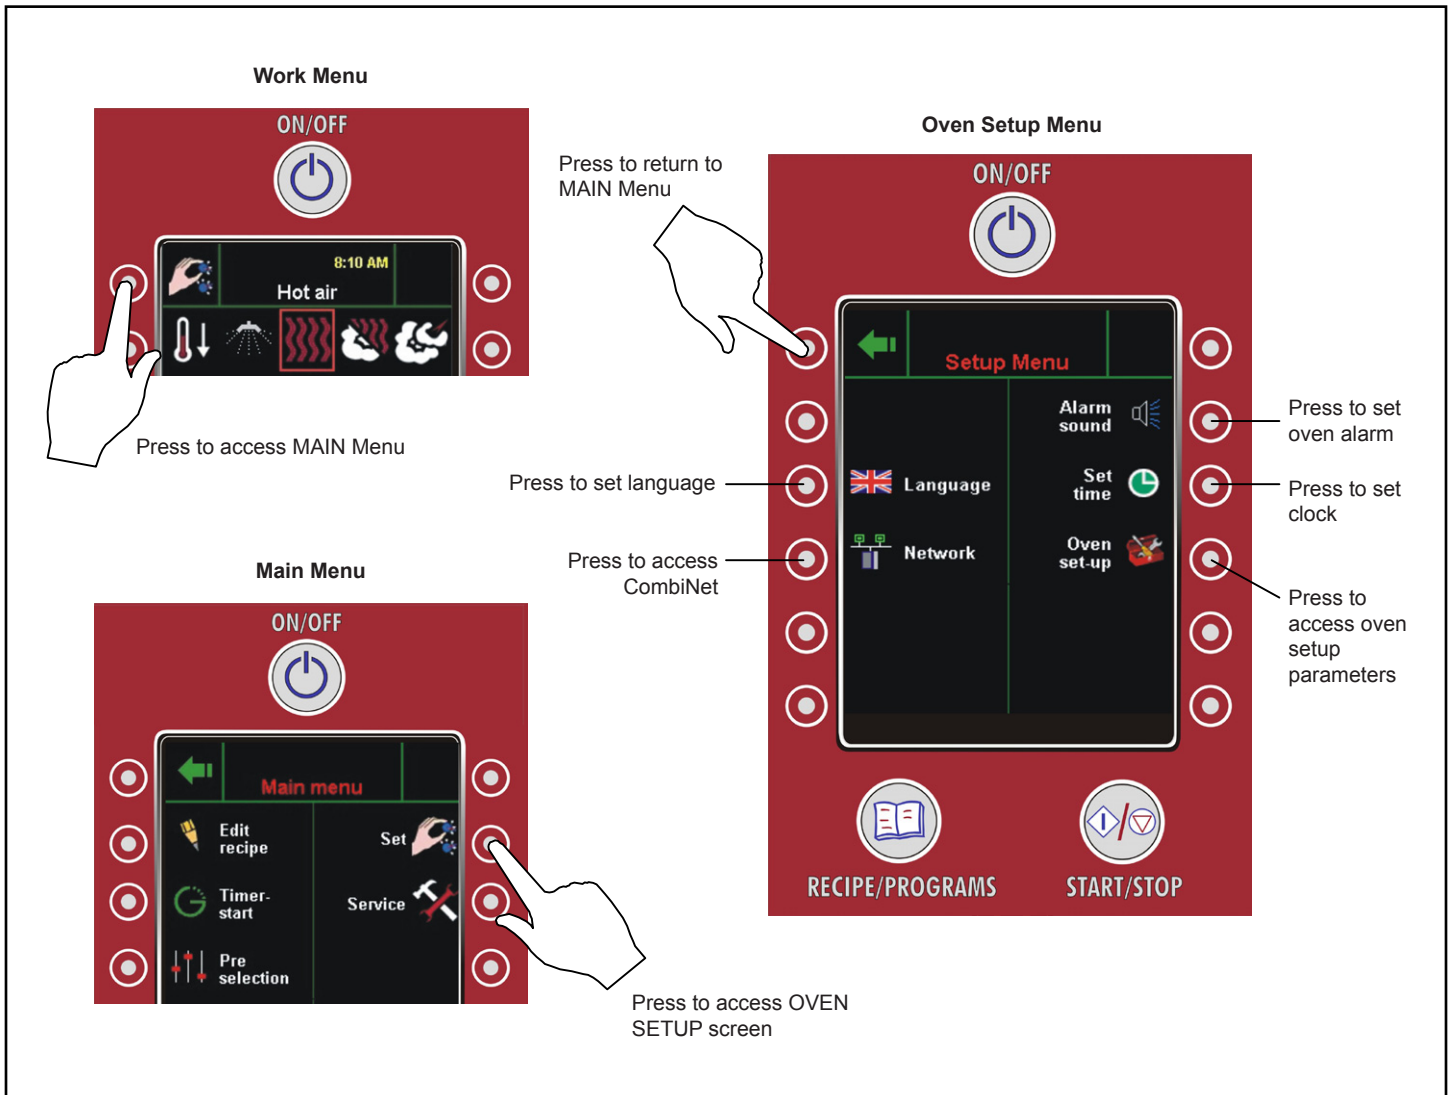 Work Menu
ON/OFF
8:10 AM
Hot air
Press to access MAIN Menu
Main Menu
ON/OFF
Main menu
Edit
recipe
Set
Timer-
start
Service
Pre
selection
Press to access OVEN
SETUP screen
Oven Setup Menu
Press to return to
MAIN Menu
ON/OFF
Setup Menu
Alarm
sound
Press to set
oven alarm
Press to set language
Language
Set
time
Press to set
clock
Press to access
CombiNet
Network
Oven
set-up
Press to
access oven
setup
parameters
RECIPE/PROGRAMS
START/STOP